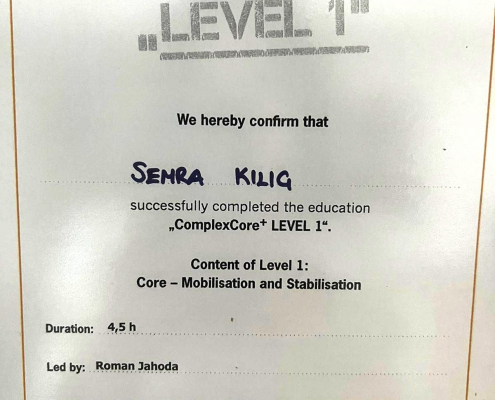 „LEVEL 1“
We hereby confirm that
SEMRA KILIG
successfully completed the education
„ComplexCore+ LEVEL 1“.
Content of Level 1:
Core – Mobilisation and Stabilisation
Duration: 4,5 h
Led by: Roman Jahoda